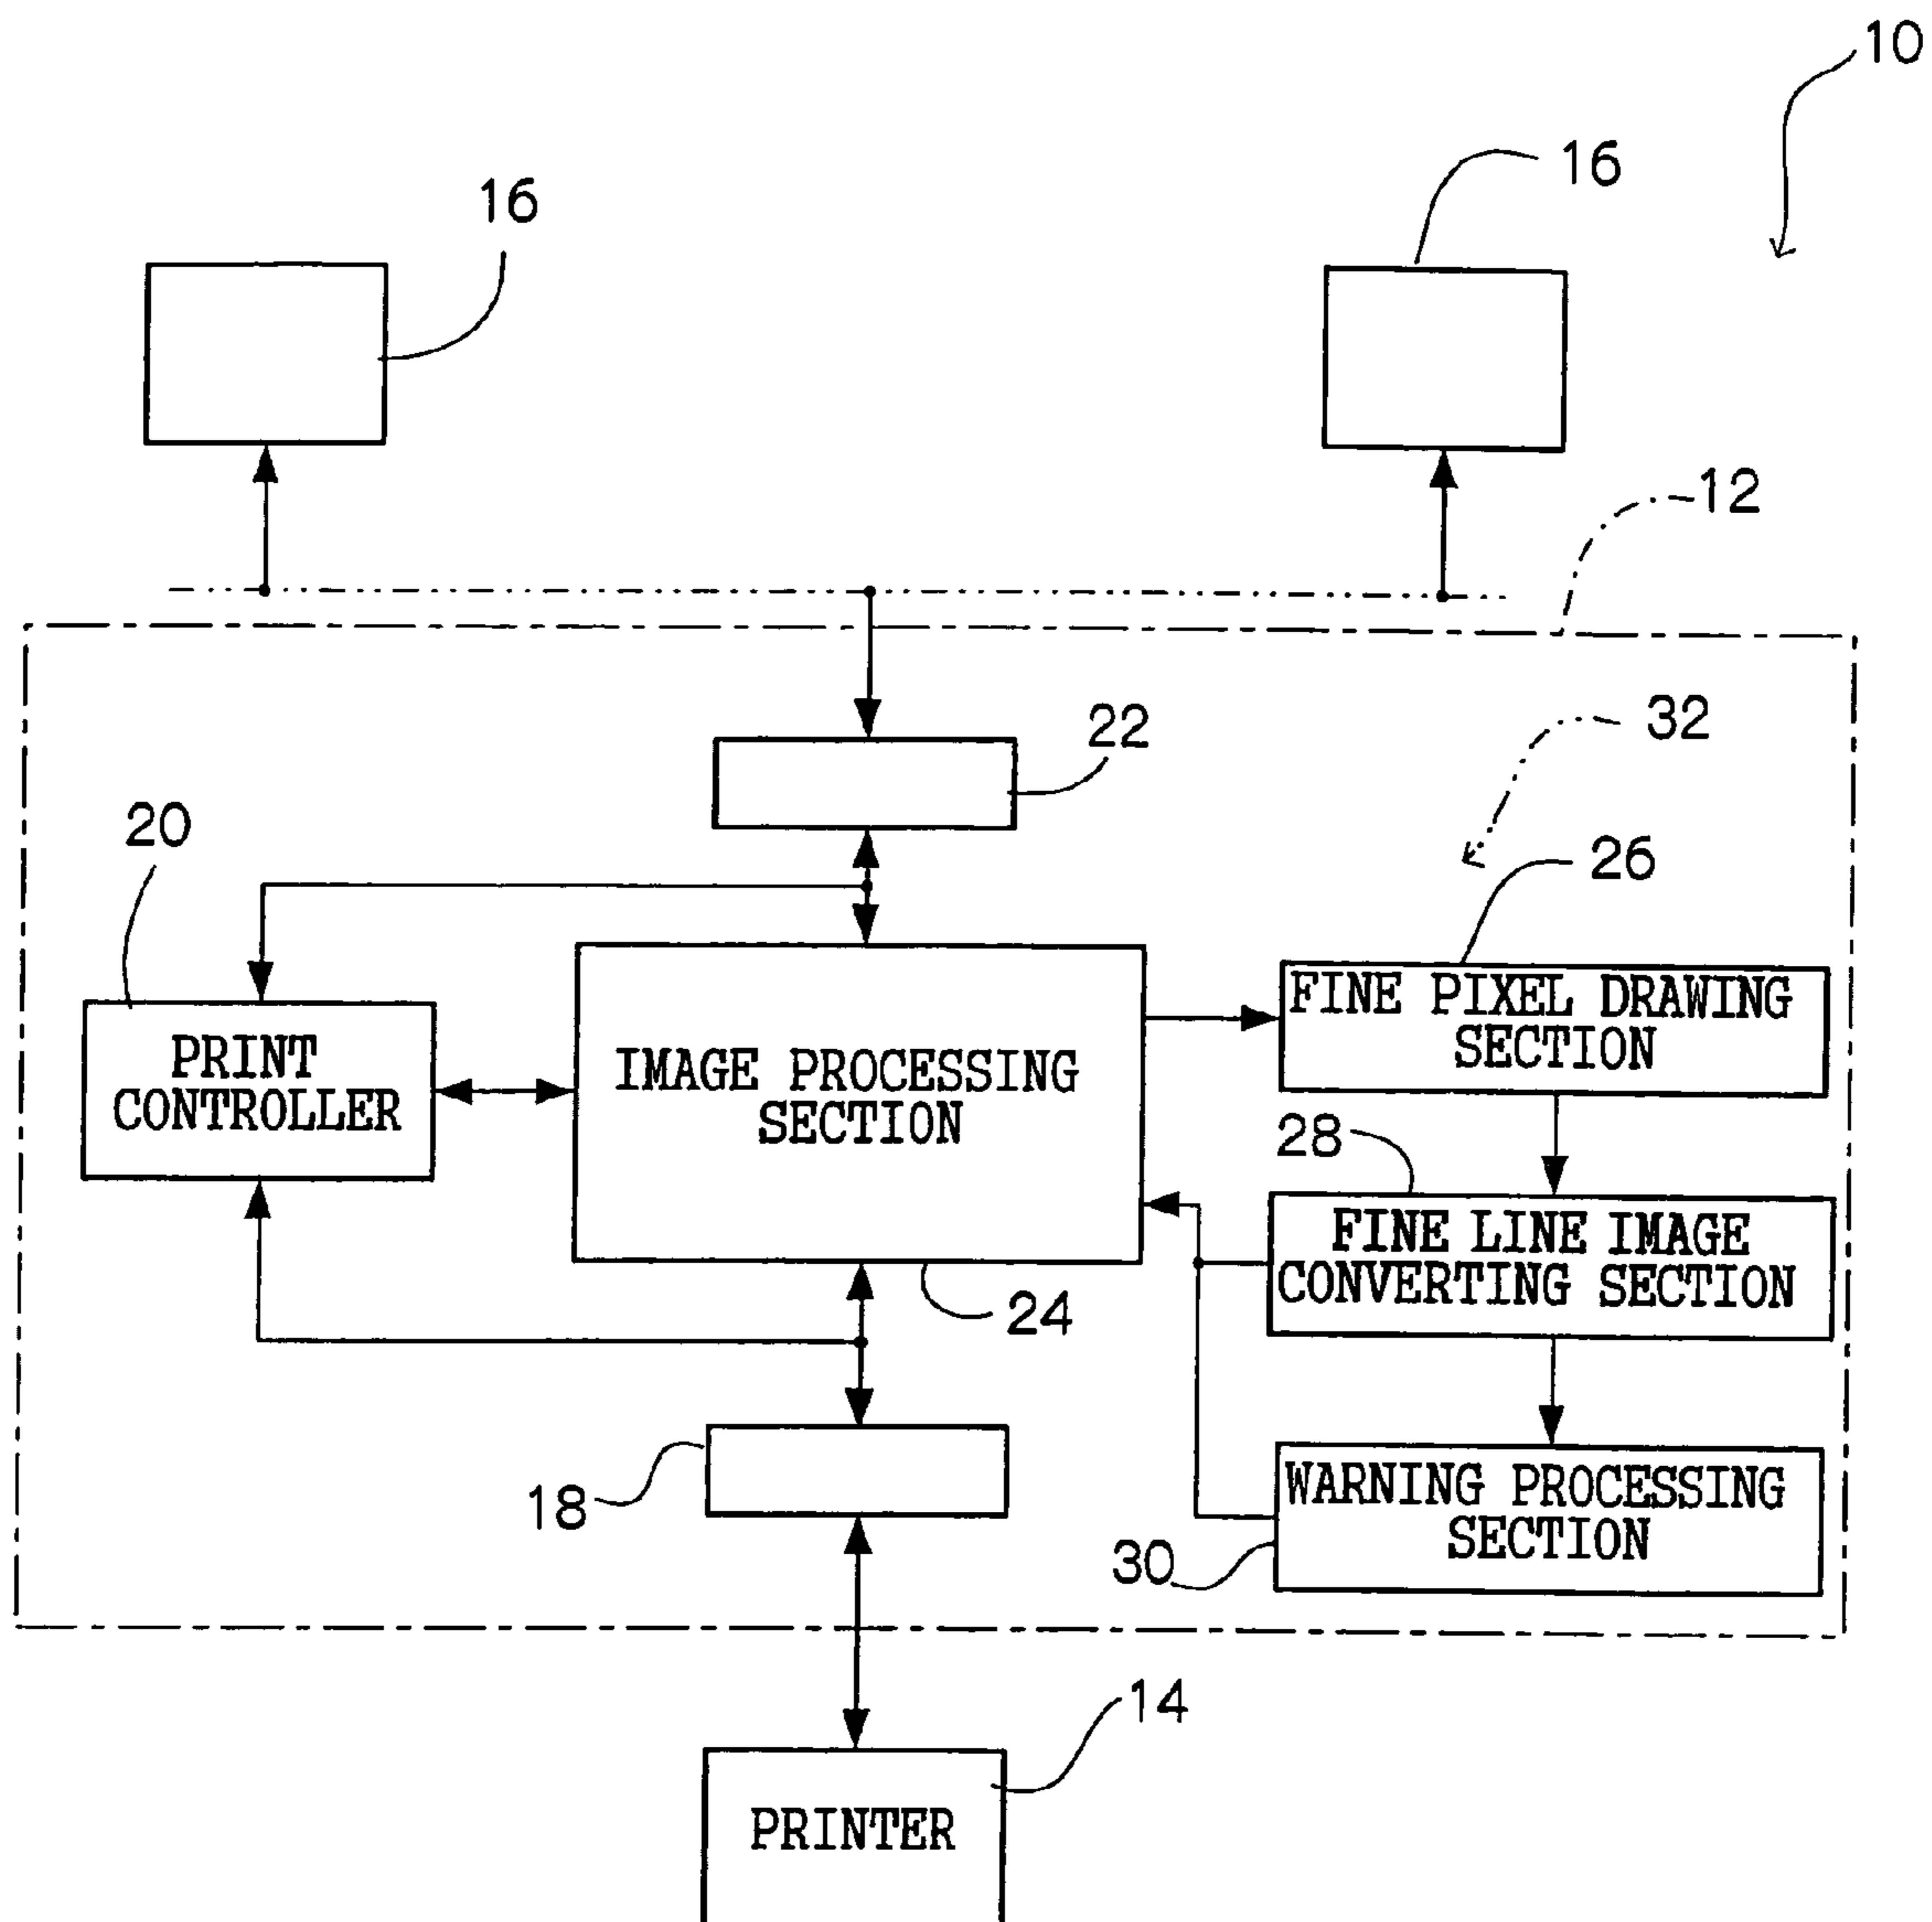 10
16
16
12
22
32
20
26
FINE PIXEL DRAWING
SECTION
PRINT
CONTROLLER
IMAGE PROCESSING
SECTION
28
FINE LINE IMAGE
CONVERTING SECTION
24
18
WARNING PROCESSING
SECTION
30
14
PRINTER